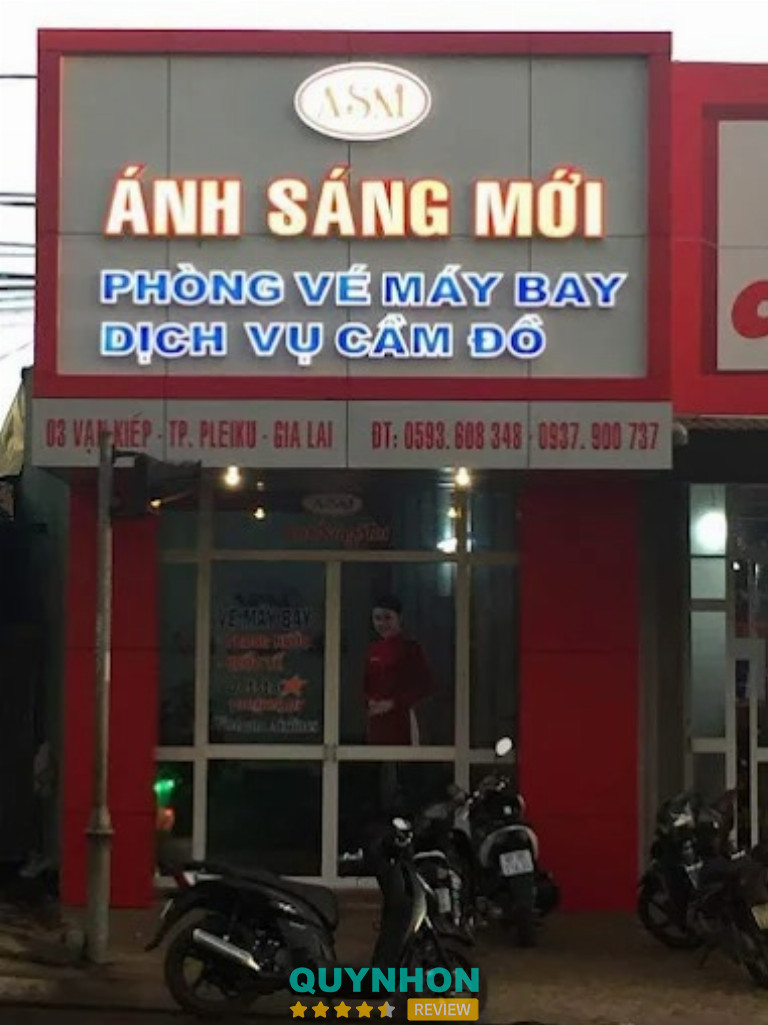 ASM
ÁNH SÁNG MỚI
PHÒNG VÉ MÁY BAY
DỊCH VỤ CẦM ĐỒ
03 VẠN KIẾP - TP. PLEIKU - GIA LAI ĐT: 0593. 608 348 - 0937. 900 737
ASM
VÉ MÁY BAY
QUYNHON
REVIEW